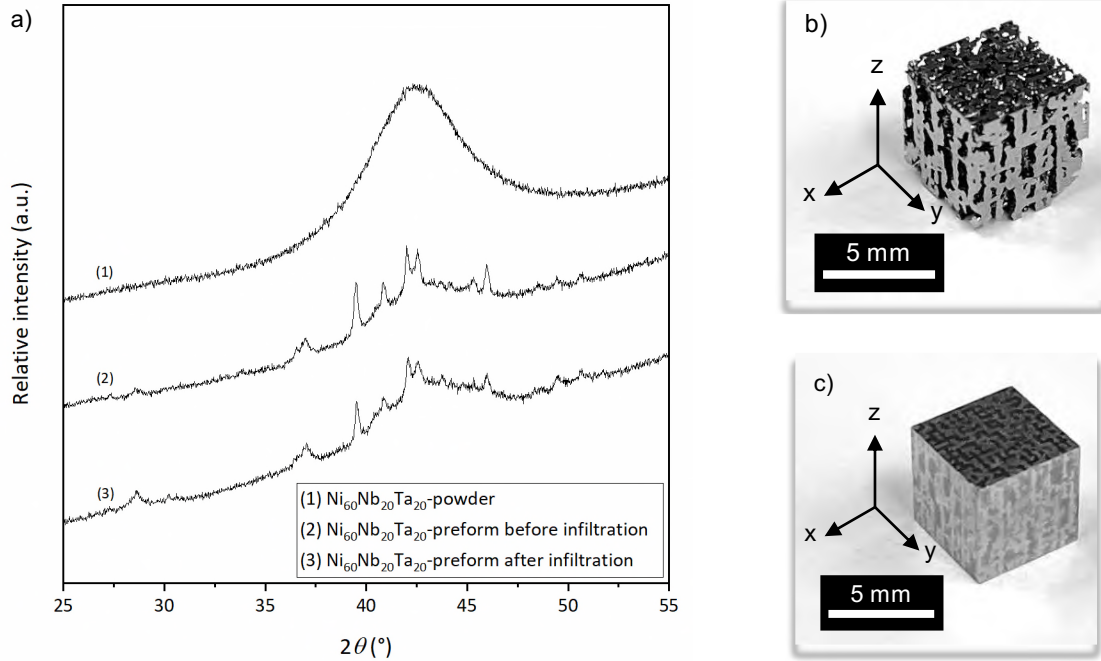 a)
Relative intensity (a.u.)
(1)
(2)
(3)
(1) Ni60Nb20Ta20-powder
(2) Ni60Nb20Ta20-preform before infiltration
(3) Ni60Nb20Ta20-preform after infiltration
25 30 35 40 45 50 55
2θ (°)
b)
z
x
y
5 mm
c)
z
x
y
5 mm